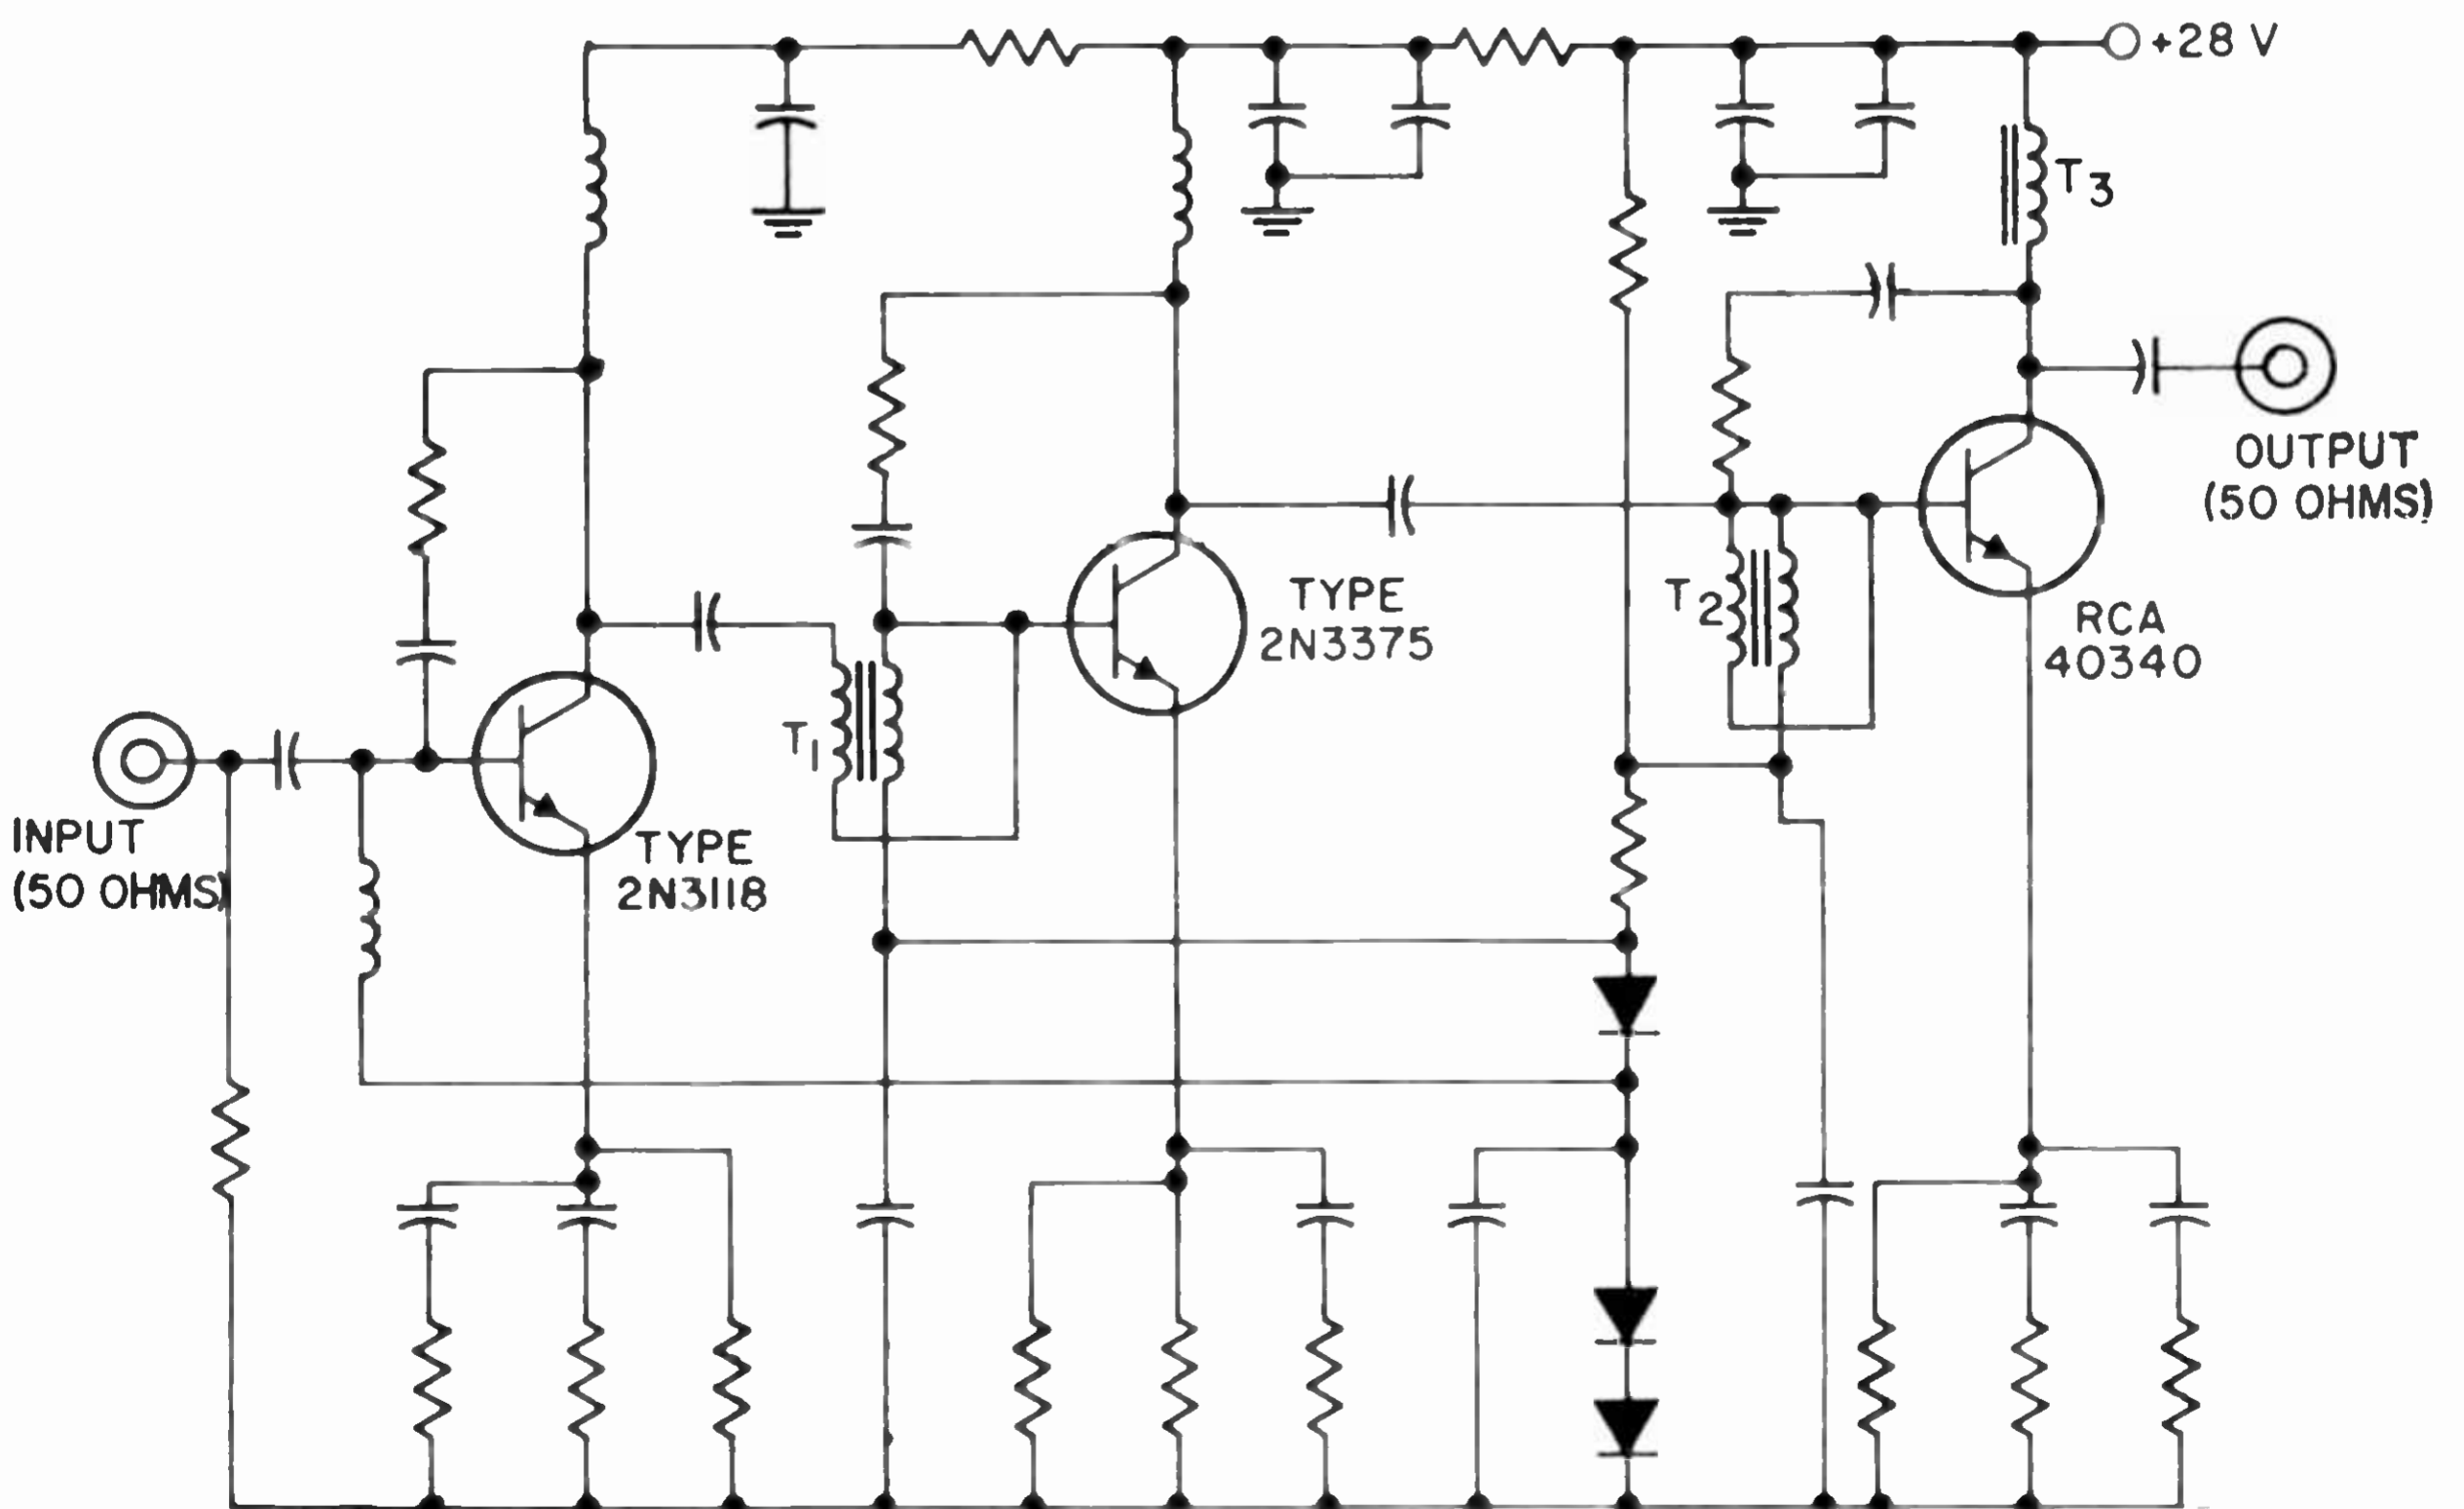 +28 V
T3
OUTPUT
(50 OHMS)
TYPE
2N3375
T2
RCA
40340
T1
INPUT
(50 OHMS)
TYPE
2N3118